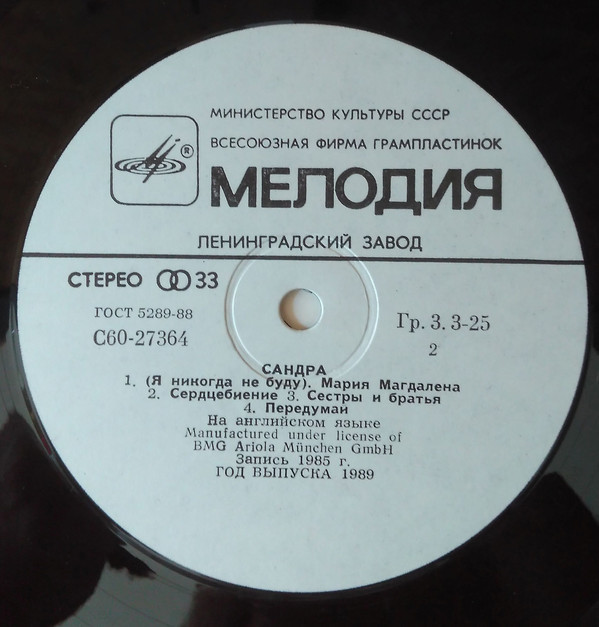 МИНИСТЕРСТВО КУЛЬТУРЫ СССР
ВСЕСОЮЗНАЯ ФИРМА ГРАМПЛАСТИНОК
®
МЕЛОДИЯ
ЛЕНИНГРАДСКИЙ ЗАВОД
СТЕРЕО 33
ГОСТ 5289-88
С60-27364
Гр. 3. 3-25
2
САНДРА
1. (Я никогда не буду). Мария Магдалена
2. Сердцебиение 3. Сестры и братья
4. Передумай
На английском языке
Manufactured under license of
BMG Ariola München GmbH
Запись 1985 г.
ГОД ВЫПУСКА 1989